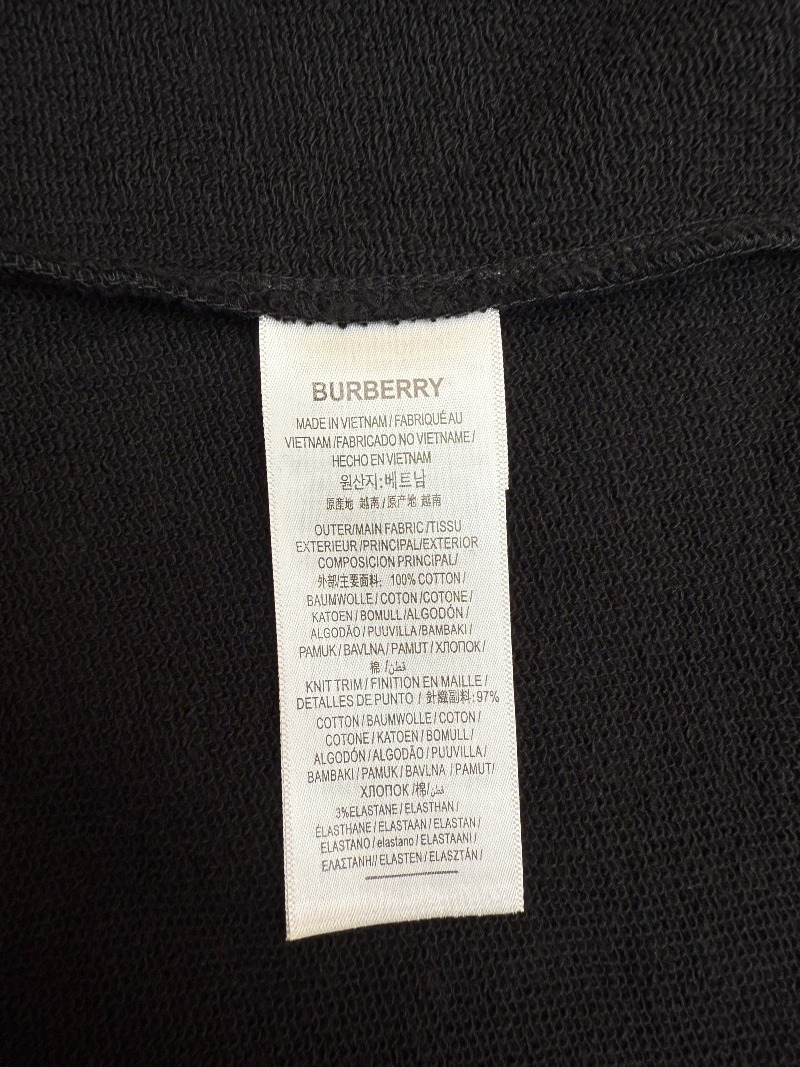 BURBERRY
MADE IN VIETNAM / FABRIQUÉ AU
VIETNAM /FABRICADO NO VIETNAME /
HECHO EN VIETNAM
원산지:베트남
原産地 越南 / 原产地 越南
OUTER/MAIN FABRIC /TISSU
EXTERIEUR /PRINCIPAL/EXTERIOR
COMPOSICION PRINCIPAL/
外部/主要面料: 100% COTTON /
BAUMWOLLE / COTON /COTONE /
KATOEN / BOMULL /ALGODÓN /
ALGODÃO / PUUVILLA /BAMBAKI /
PAMUK / BAVLNA / PAMUT / ХЛОПОК /
棉 /قطن
KNIT TRIM / FINITION EN MAILLE /
DETALLES DE PUNTO / 針織副料: 97%
COTTON / BAUMWOLLE / COTON /
COTONE / KATOEN / BOMULL /
ALGODÓN / ALGODÃO / PUUVILLA /
BAMBAKI / PAMUK / BAVLNA / PAMUT/
ХЛОПОК /棉/قطن
3%ELASTANE / ELASTHAN /
ÉLASTHANE / ELASTAAN / ELASTAN /
ELASTANO / elastano / ELASTAANI /
ΕΛΑΣΤΑΝΗ// ELASTEN / ELASZTÁN /